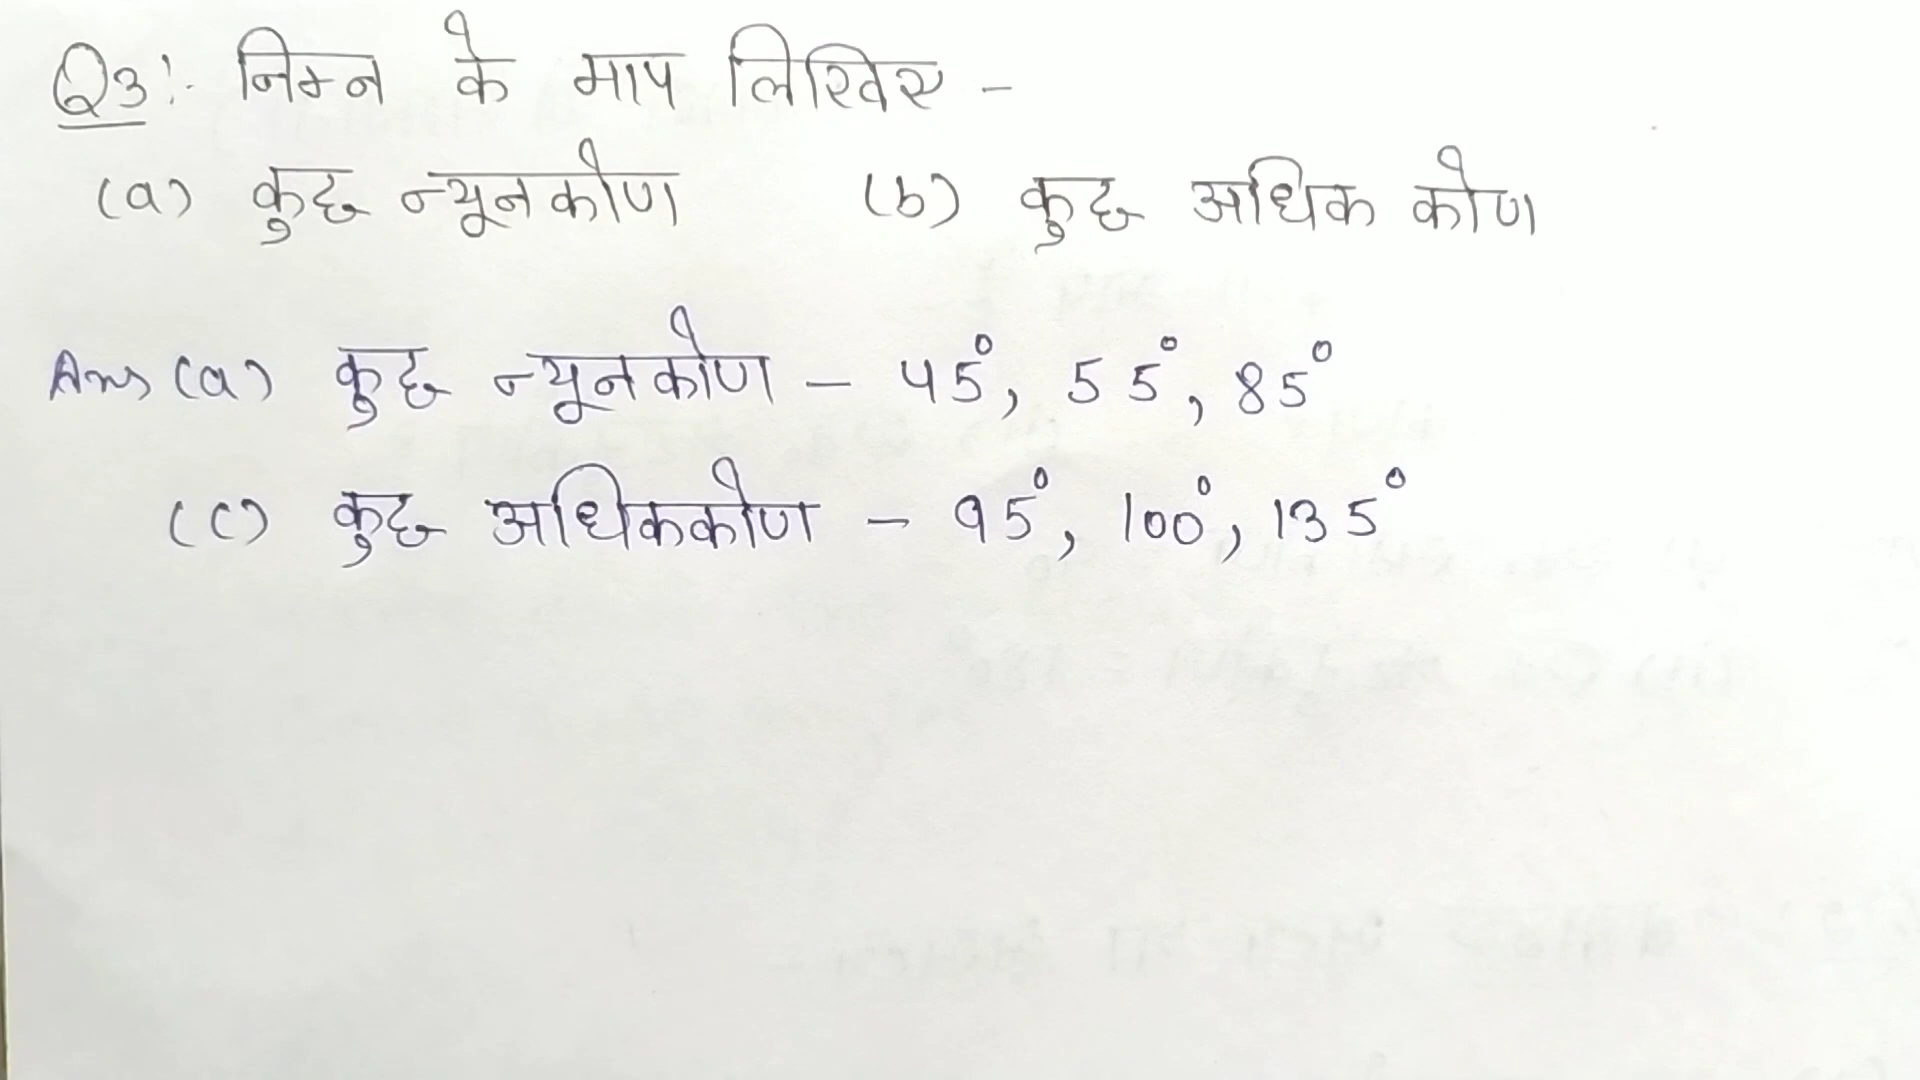 Q3:- निम्न के माप लिखिए -
(a) कुछ न्यूनकोण (b) कुछ अधिक कोण
Ans (a) कुछ न्यूनकोण - 45°, 55°, 85°
(c) कुछ अधिककोण - 95°, 100°, 135°